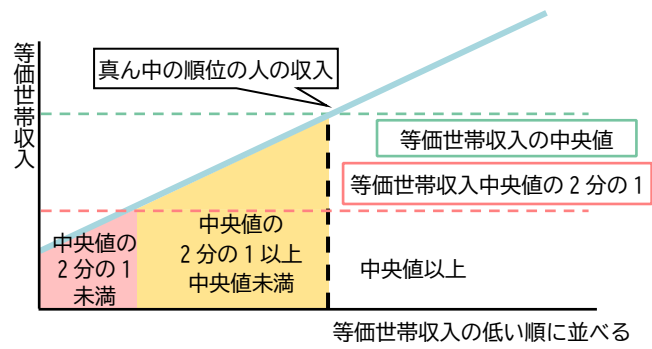 等価世帯収入
真ん中の順位の人の収入
等価世帯収入の中央値
等価世帯収入中央値の2分の1
中央値の
2分の1
未満
中央値の
2分の1以上
中央値未満
中央値以上
等価世帯収入の低い順に並べる